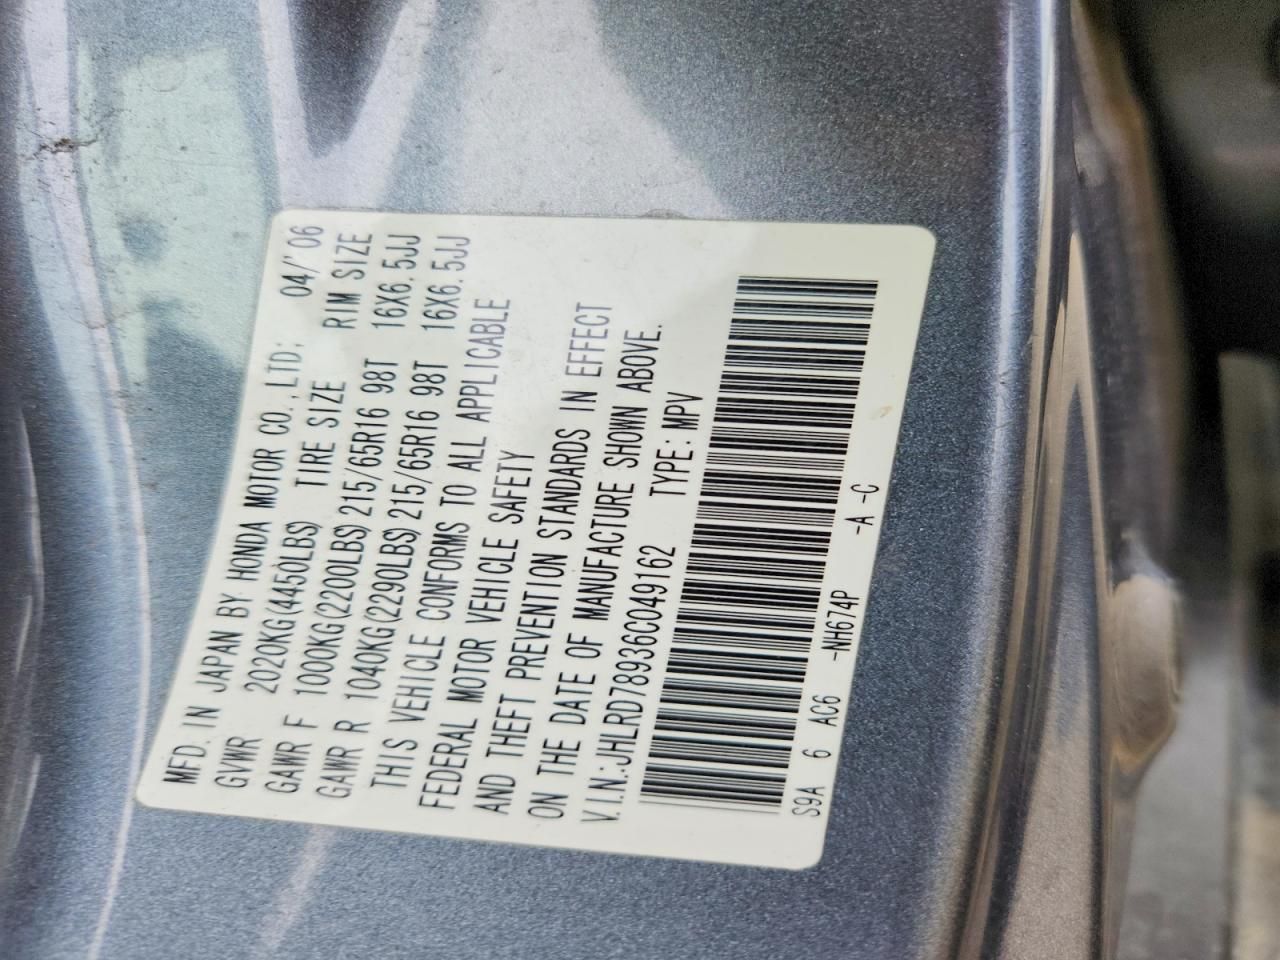 MFD. IN JAPAN BY HONDA MOTOR CO.,LTD; 04/'06
GVWR 2020KG(4450LBS) TIRE SIZE RIM SIZE
GAWR F 1000KG(2200LBS) 215/65R16 98T 16X6.5JJ
GAWR R 1040KG(2290LBS) 215/65R16 98T 16X6.5JJ
THIS VEHICLE CONFORMS TO ALL APPLICABLE
FEDERAL MOTOR VEHICLE SAFETY
AND THEFT PREVENTION STANDARDS IN EFFECT
ON THE DATE OF MANUFACTURE SHOWN ABOVE.
V.I.N.:JHLRD78936C049162 TYPE:MPV
S9A 6 AC6 -NH674P -A -C